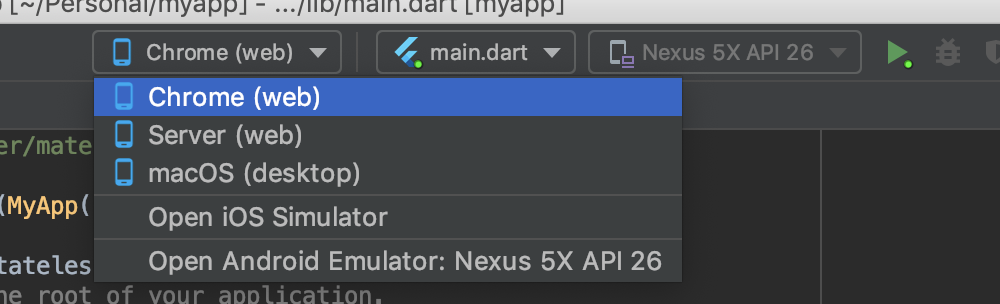 [~/Personal/myapp] - .../lib/main.dart [myapp]
Chrome (web) main.dart Nexus 5X API 26
Chrome (web)
Server (web)
er/mate
macOS (desktop)
(MyApp(
Open iOS Simulator
tateles
Open Android Emulator: Nexus 5X API 26
he root of your application.